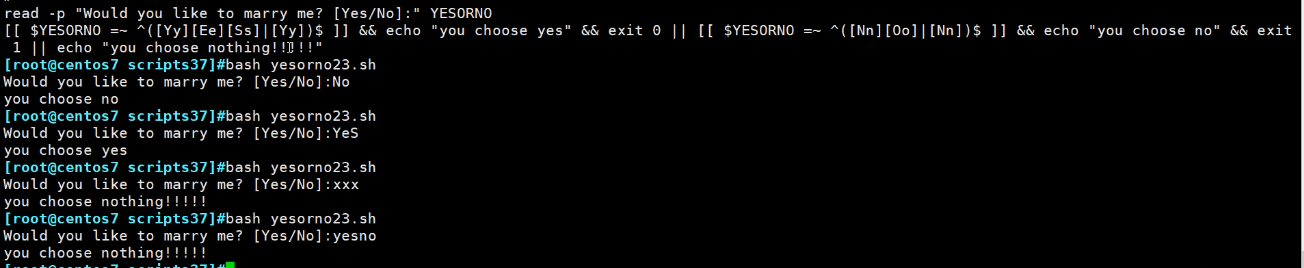 "
read -p "Would you like to marry me? [Yes/No]:" YESORNO
[[ $YESORNO =~ ^([Yy][Ee][Ss]|[Yy])$ ]] && echo "you choose yes" && exit 0 || [[ $YESORNO =~ ^([Nn][Oo]|[Nn])$ ]] && echo "you choose no" && exit
1 || echo "you choose nothing!!!!!"
[root@centos7 scripts37]#bash yesorno23.sh
Would you like to marry me? [Yes/No]:No
you choose no
[root@centos7 scripts37]#bash yesorno23.sh
Would you like to marry me? [Yes/No]:YeS
you choose yes
[root@centos7 scripts37]#bash yesorno23.sh
Would you like to marry me? [Yes/No]:xxx
you choose nothing!!!!!
[root@centos7 scripts37]#bash yesorno23.sh
Would you like to marry me? [Yes/No]:yesno
you choose nothing!!!!!
[root@centos7 scripts37]#